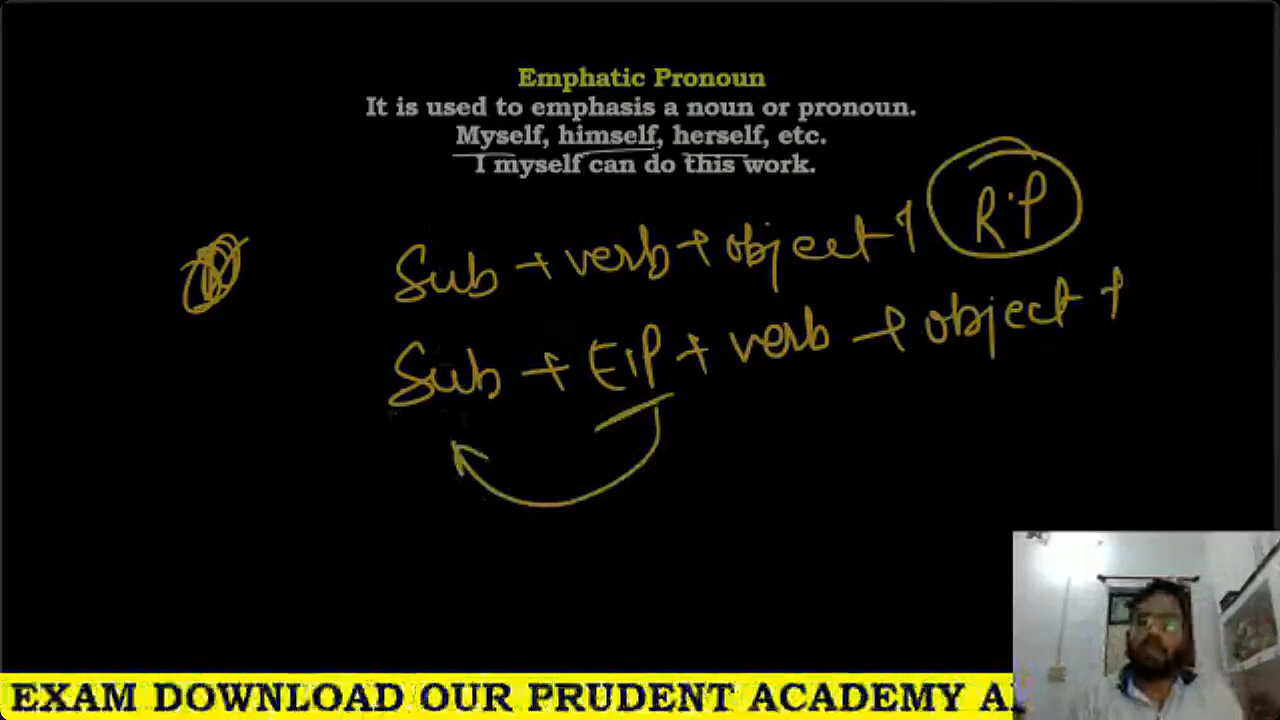 Emphatic Pronoun
It is used to emphasis a noun or pronoun.
Myself, himself, herself, etc.
I myself can do this work.
Sub + verb + object + R.P
Sub + E.P + verb + object +
EXAM DOWNLOAD OUR PRUDENT ACADEMY A